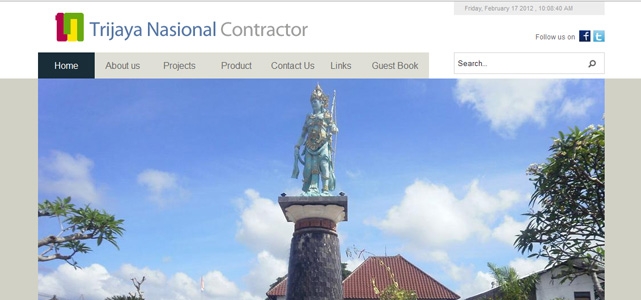 Friday, February 17 2012 , 10:08:40 AM
Trijaya Nasional Contractor
Follow us on
Home About us Projects Product Contact Us Links Guest Book
Search..